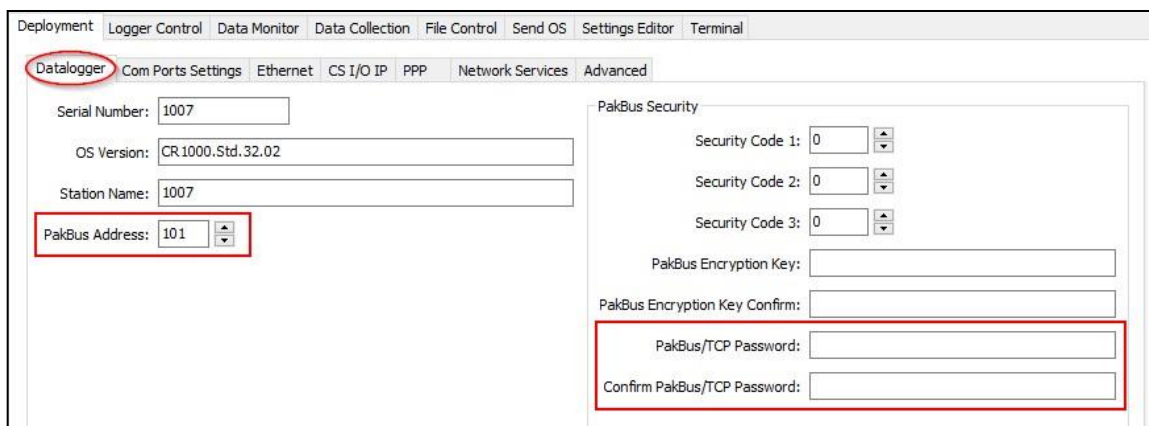 Deployment Logger Control Data Monitor Data Collection File Control Send OS Settings Editor Terminal
Datalogger Com Ports Settings Ethernet CS I/O IP PPP Network Services Advanced
Serial Number: 1007
OS Version: CR1000.Std.32.02
Station Name: 1007
PakBus Address: 101
PakBus Security
Security Code 1: 0
Security Code 2: 0
Security Code 3: 0
PakBus Encryption Key:
PakBus Encryption Key Confirm:
PakBus/TCP Password:
Confirm PakBus/TCP Password: